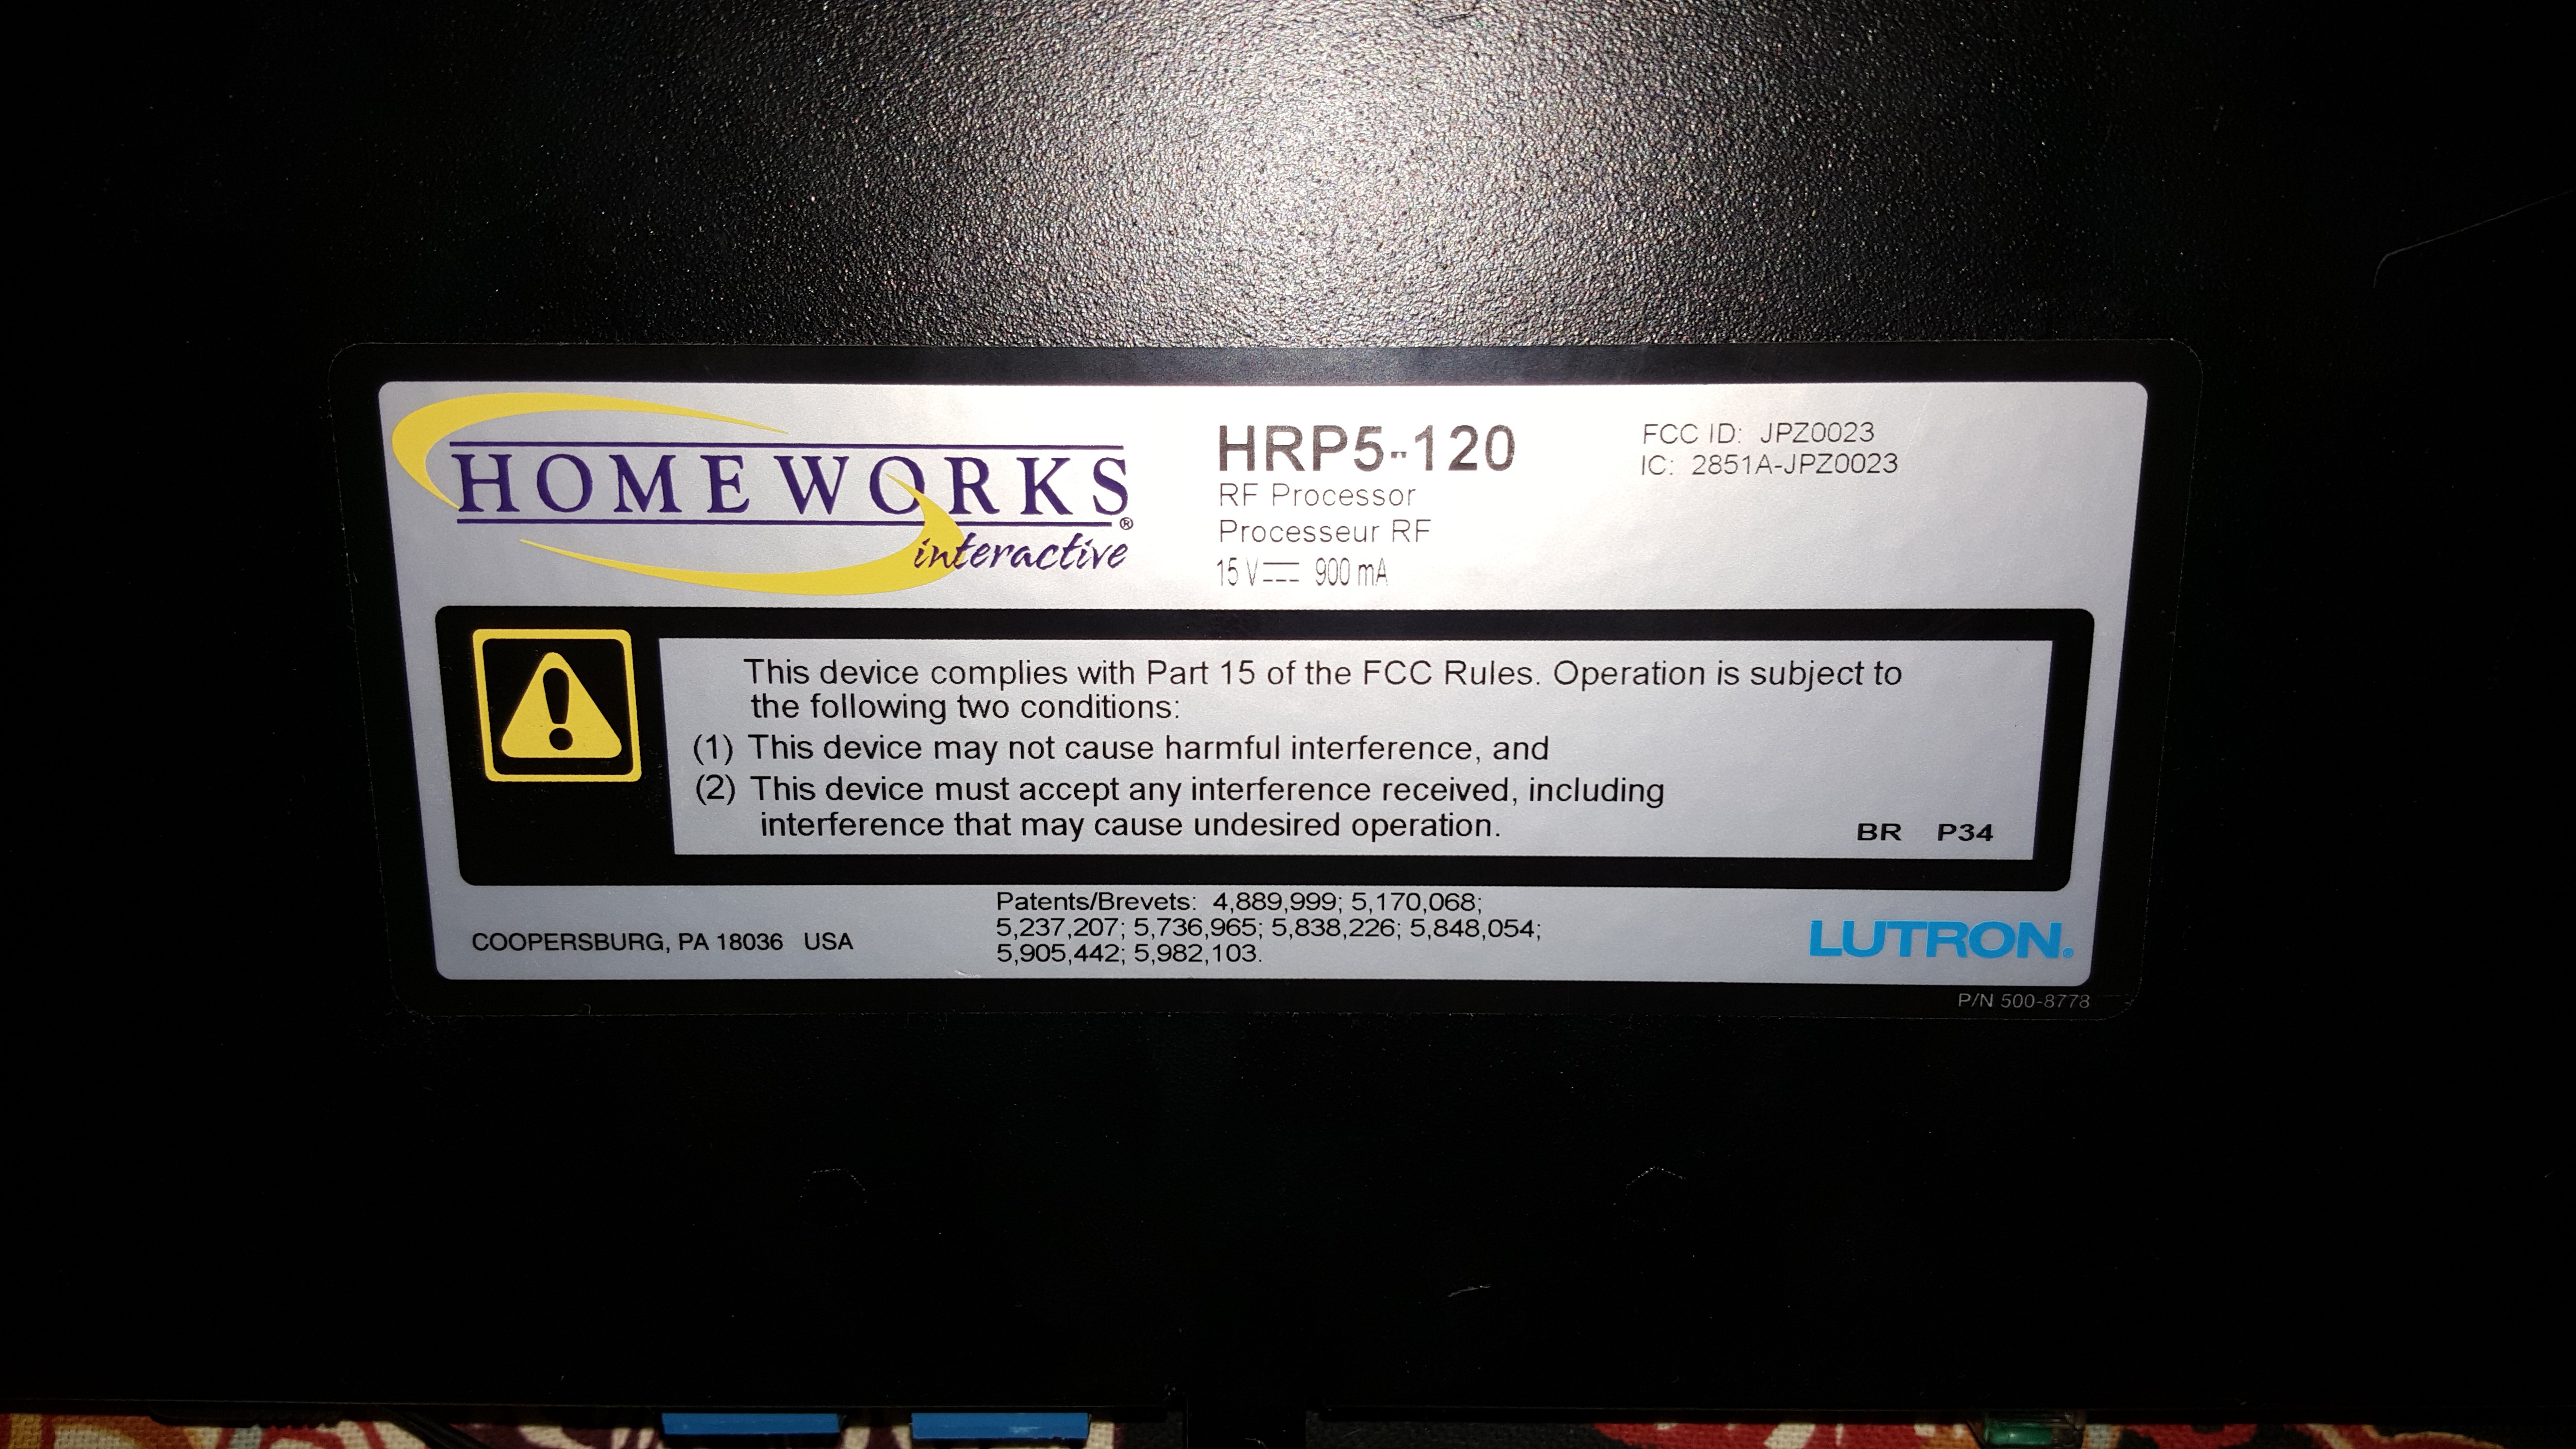 HOMEWORKS®
interactive
HRP5-120
RF Processor
Processeur RF
15 V⎓ 900 mA
FCC ID: JPZ0023
IC: 2851A-JPZ0023
This device complies with Part 15 of the FCC Rules. Operation is subject to
the following two conditions:
(1) This device may not cause harmful interference, and
(2) This device must accept any interference received, including
interference that may cause undesired operation.
BR P34
COOPERSBURG, PA 18036 USA
Patents/Brevets: 4,889,999; 5,170,068;
5,237,207; 5,736,965; 5,838,226; 5,848,054;
5,905,442; 5,982,103.
LUTRON®
P/N 500-8778